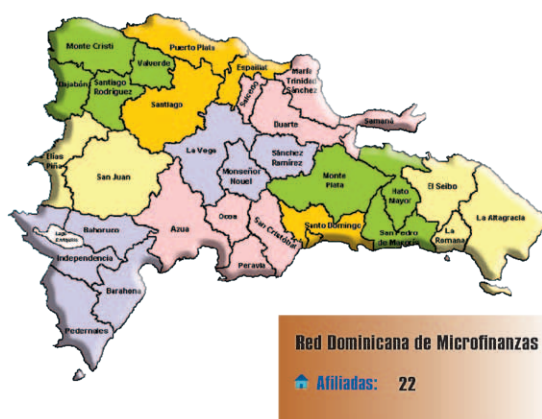 Monte Cristi
Puerto Plata
Valverde
Espaillat
María
Trinidad
Sánchez
Dajabón
Santiago
Rodríguez
Santiago
Salcedo
Duarte
Samaná
Elías
Piña
San Juan
La Vega
Sánchez
Ramírez
Monseñor
Nouel
Monte
Plata
Hato
Mayor
El Seibo
La Altagracia
Azua
Ocoa
San Cristóbal
Santo Domingo
San Pedro
de Macorís
La
Romana
Peravia
Bahoruco
Lago
Independencia
Barahona
Pedernales
Red Dominicana de Microfinanzas
Afiliadas: 22